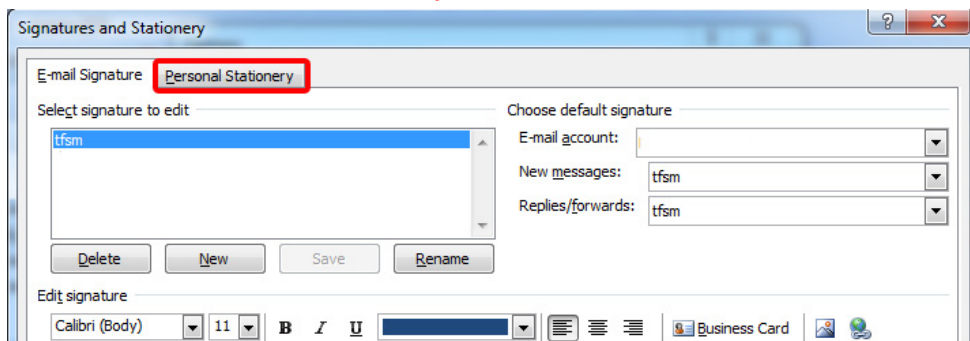 Signatures and Stationery
E-mail Signature Personal Stationery
Select signature to edit Choose default signature
tfsm
E-mail account:
New messages: tfsm
Replies/forwards: tfsm
Delete New Save Rename
Edit signature
Calibri (Body) 11 B I U Business Card